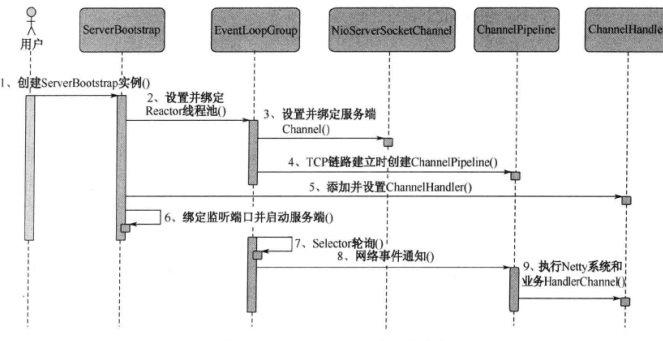 用户
ServerBootstrap
EventLoopGroup
NioServerSocketChannel
ChannelPipeline
ChannelHandler
1、创建ServerBootstrap实例()
2、设置并绑定
Reactor线程池()
3、设置并绑定服务端
Channel()
4、TCP链路建立时创建ChannelPipeline()
5、添加并设置ChannelHandler()
6、绑定监听端口并启动服务端()
7、Selector轮询()
8、网络事件通知()
9、执行Netty系统和
业务HandlerChannel()